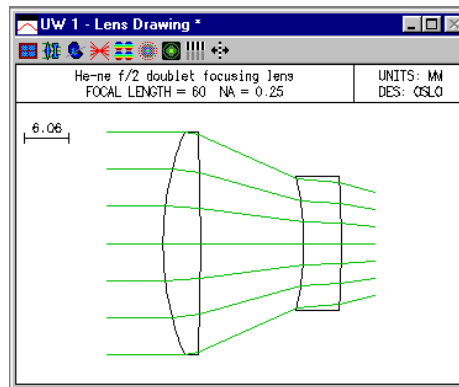 UW 1 - Lens Drawing *
He-ne f/2 doublet focusing lens
FOCAL LENGTH = 60 NA = 0.25
UNITS: MM
DES: OSLO
6.06